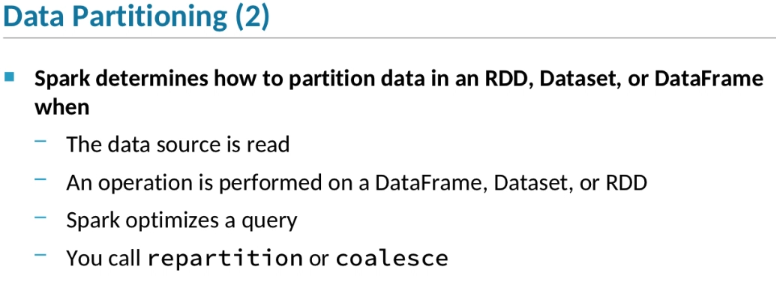 Data Partitioning (2)
Spark determines how to partition data in an RDD, Dataset, or DataFrame
when
The data source is read
An operation is performed on a DataFrame, Dataset, or RDD
Spark optimizes a query
You call repartition or coalesce